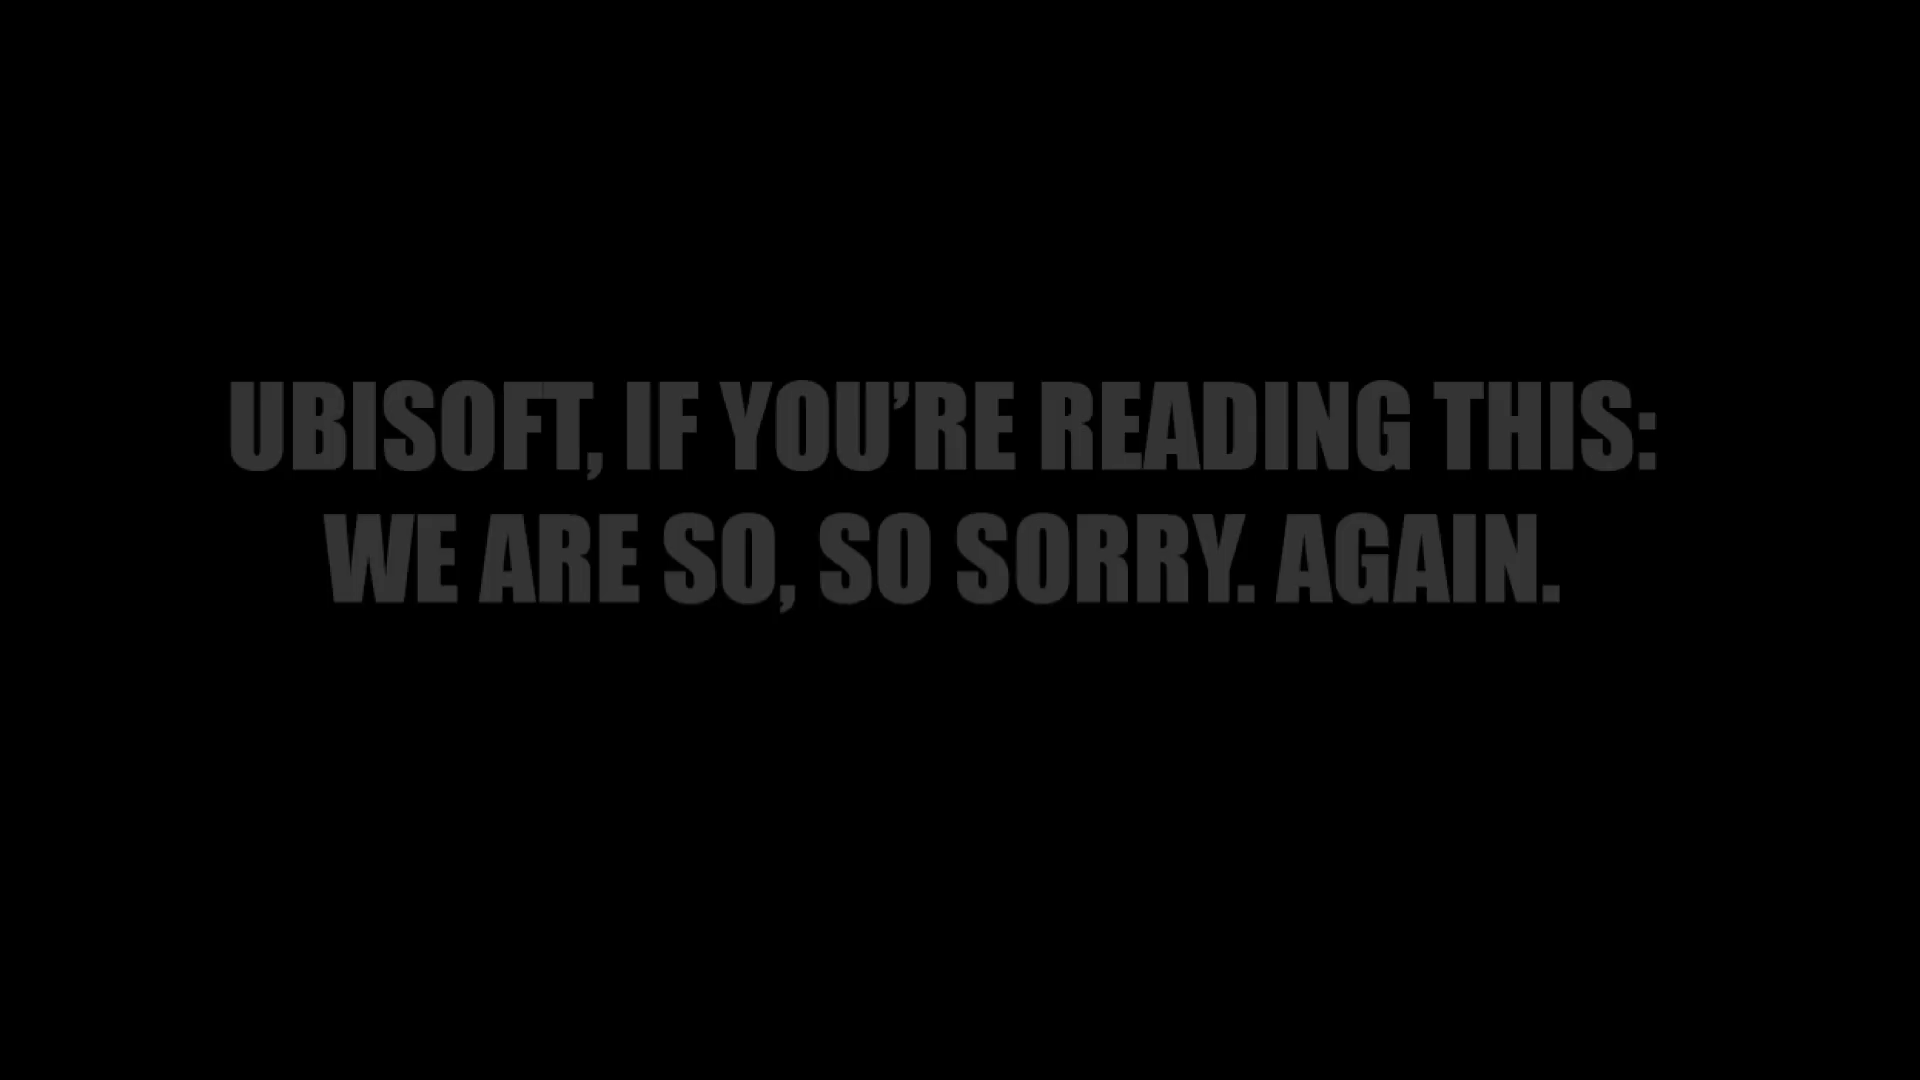 UBISOFT, IF YOU’RE READING THIS:
WE ARE SO, SO SORRY. AGAIN.